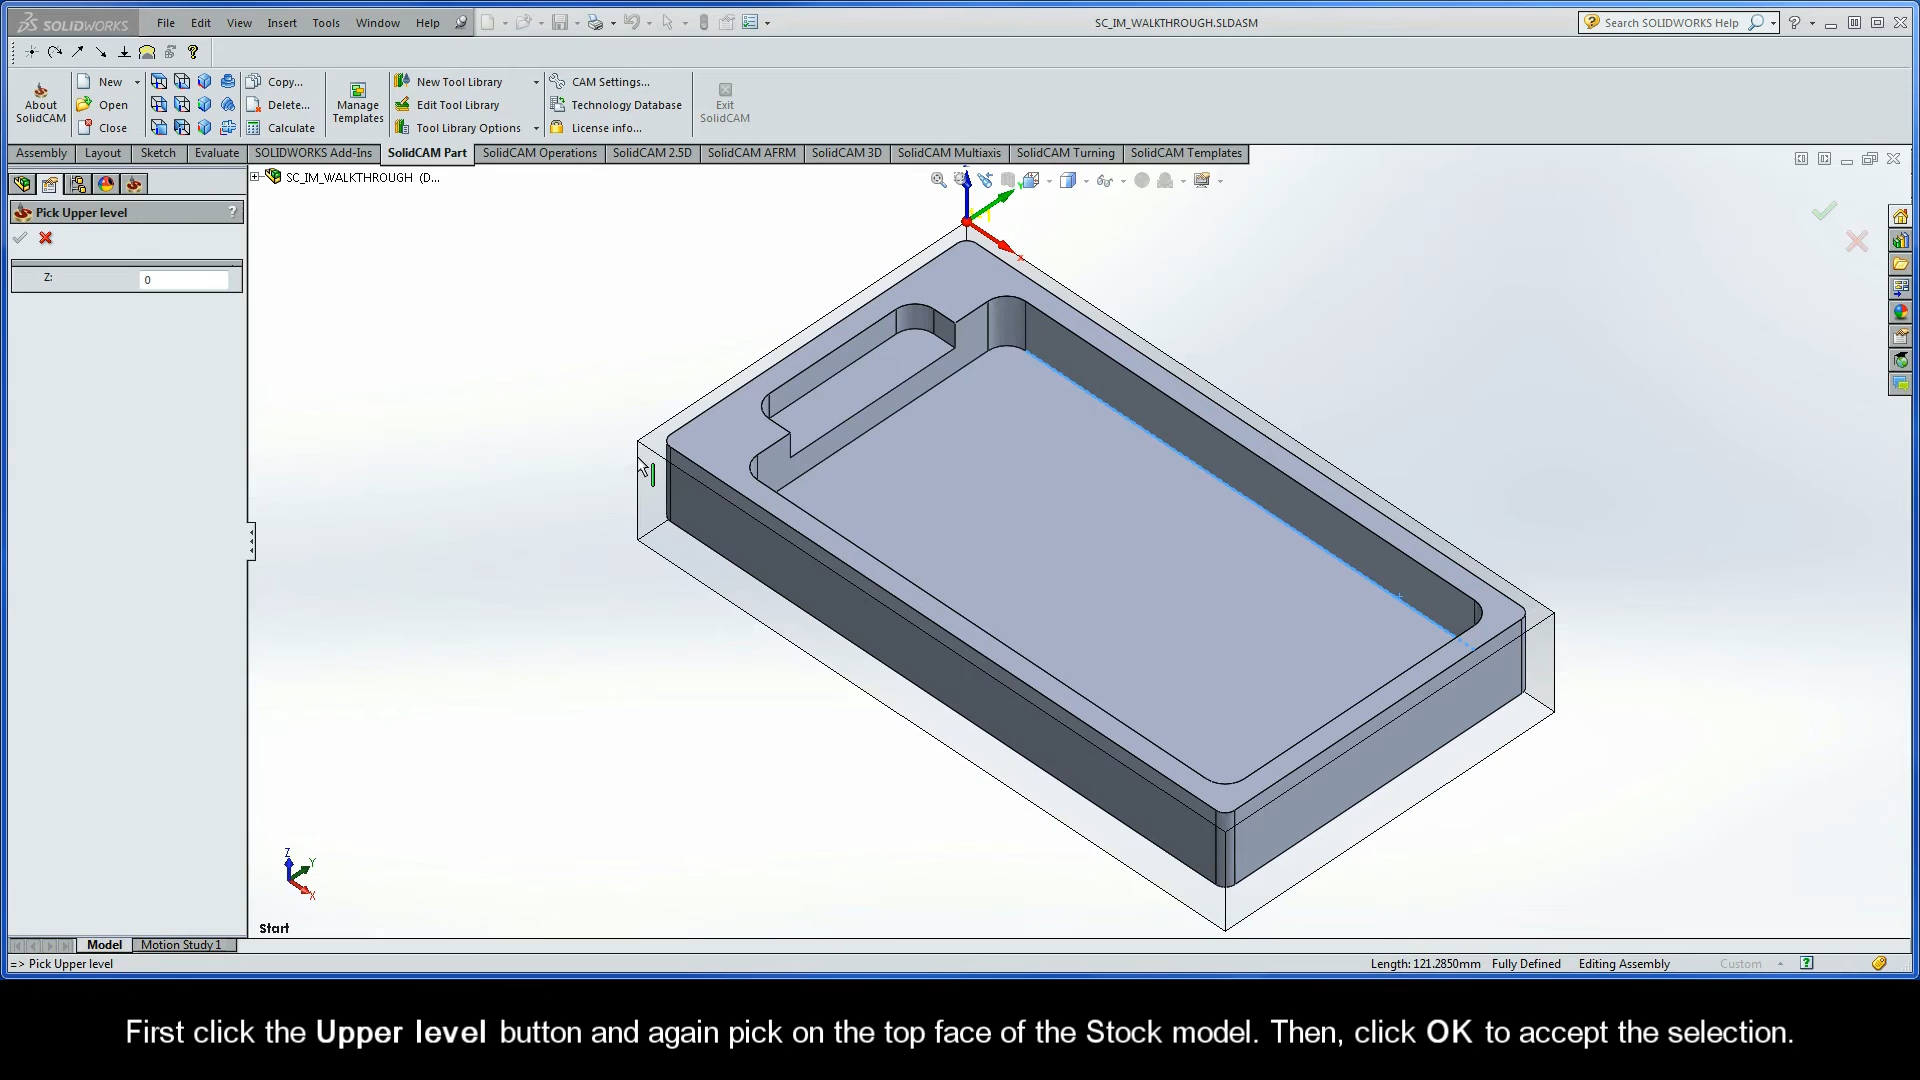 SOLIDWORKS File Edit View Insert Tools Window Help SC_IM_WALKTHROUGH.SLDASM Search SOLIDWORKS Help
About SolidCAM
New
Open
Close
Copy...
Delete...
Calculate
Manage Templates
New Tool Library
Edit Tool Library
Tool Library Options
CAM Settings...
Technology Database
License info...
Exit SolidCAM
Assembly Layout Sketch Evaluate SOLIDWORKS Add-Ins SolidCAM Part SolidCAM Operations SolidCAM 2.5D SolidCAM AFRM SolidCAM 3D SolidCAM Multiaxis SolidCAM Turning SolidCAM Templates
SC_IM_WALKTHROUGH (D...
Pick Upper level ?
Z: 0
X
Z
Y
X
Start
Model Motion Study 1
=> Pick Upper level Length: 121.2850mm Fully Defined Editing Assembly Custom
First click the Upper level button and again pick on the top face of the Stock model. Then, click OK to accept the selection.